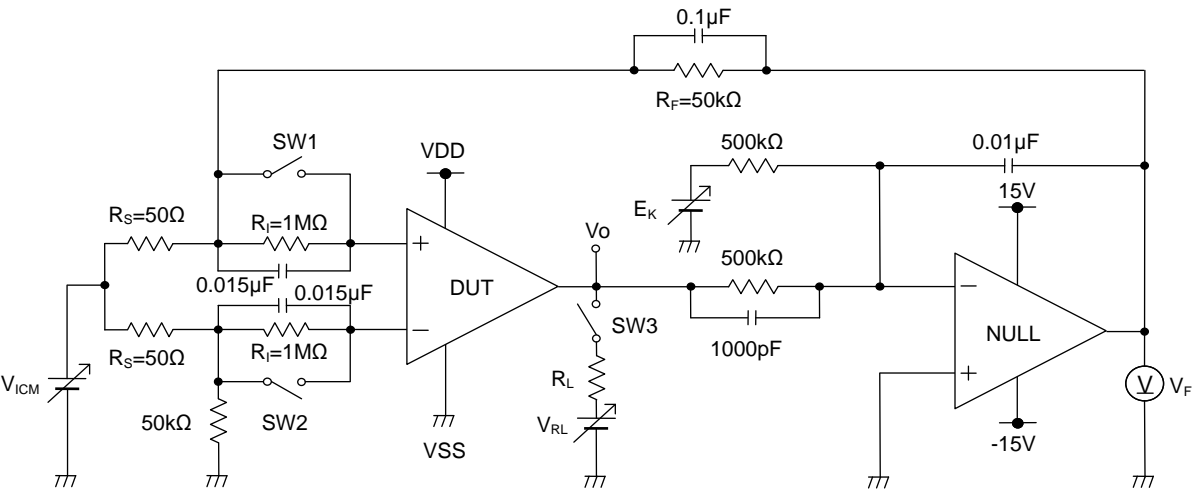 0.1µF
R_F=50kΩ
SW1
VDD
500kΩ
0.01µF
15V
E_K
R_S=50Ω
R_I=1MΩ
Vo
+
0.015µF
DUT
500kΩ
−
NULL
0.015µF
−
SW3
R_S=50Ω
R_I=1MΩ
1000pF
+
V_ICM
R_L
V V_F
50kΩ
SW2
V_RL
VSS
-15V